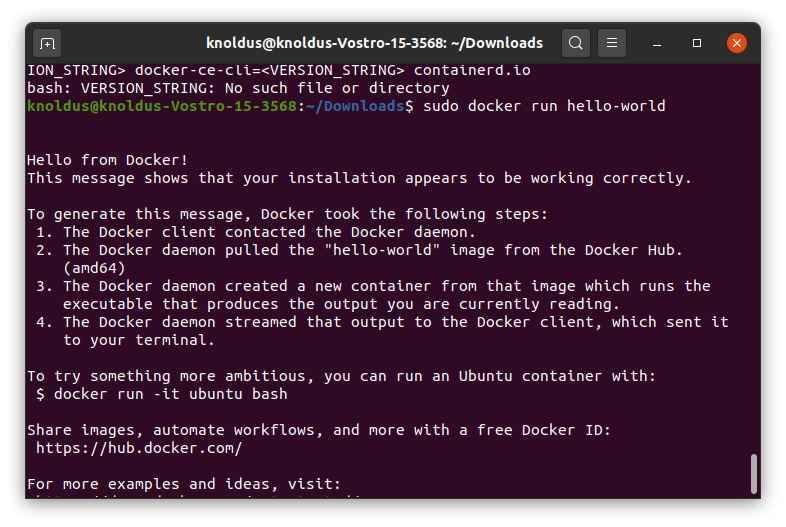 knoldus@knoldus-Vostro-15-3568: ~/Downloads
ION_STRING> docker-ce-cli=<VERSION_STRING> containerd.io
bash: VERSION_STRING: No such file or directory
knoldus@knoldus-Vostro-15-3568:~/Downloads$ sudo docker run hello-world
Hello from Docker!
This message shows that your installation appears to be working correctly.
To generate this message, Docker took the following steps:
1. The Docker client contacted the Docker daemon.
2. The Docker daemon pulled the "hello-world" image from the Docker Hub.
(amd64)
3. The Docker daemon created a new container from that image which runs the
executable that produces the output you are currently reading.
4. The Docker daemon streamed that output to the Docker client, which sent it
to your terminal.
To try something more ambitious, you can run an Ubuntu container with:
$ docker run -it ubuntu bash
Share images, automate workflows, and more with a free Docker ID:
https://hub.docker.com/
For more examples and ideas, visit: